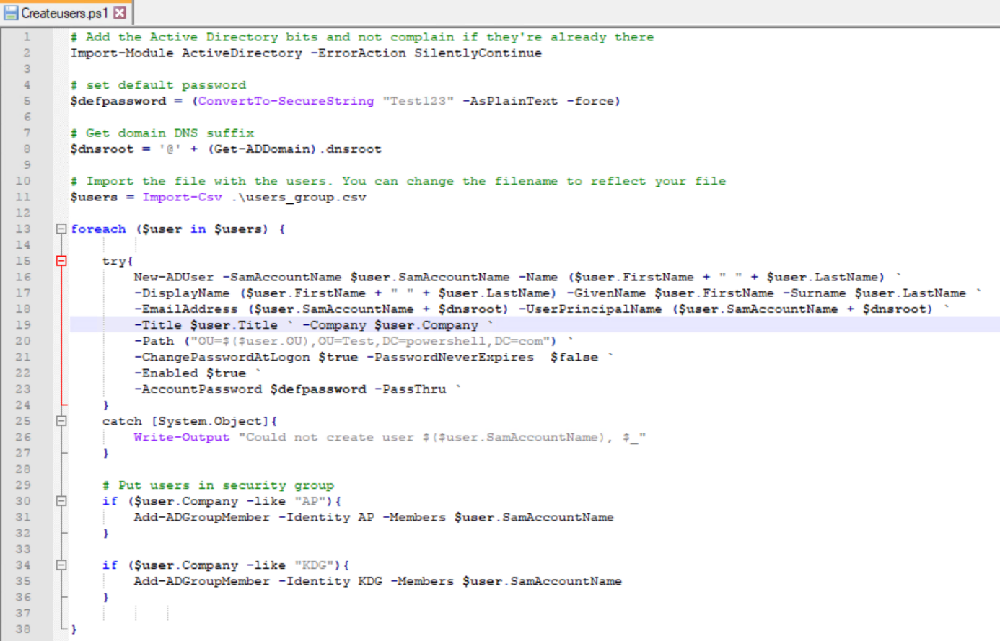 Createusers.ps1
1 # Add the Active Directory bits and not complain if they're already there
2 Import-Module ActiveDirectory -ErrorAction SilentlyContinue
3
4 # set default password
5 $defpassword = (ConvertTo-SecureString "Test123" -AsPlainText -force)
6
7 # Get domain DNS suffix
8 $dnsroot = '@' + (Get-ADDomain).dnsroot
9
10 # Import the file with the users. You can change the filename to reflect your file
11 $users = Import-Csv .\users_group.csv
12
13 foreach ($user in $users) {
14
15 try{
16 New-ADUser -SamAccountName $user.SamAccountName -Name ($user.FirstName + " " + $user.LastName) `
17 -DisplayName ($user.FirstName + " " + $user.LastName) -GivenName $user.FirstName -Surname $user.LastName `
18 -EmailAddress ($user.SamAccountName + $dnsroot) -UserPrincipalName ($user.SamAccountName + $dnsroot) `
19 -Title $user.Title ` -Company $user.Company `
20 -Path ("OU=$($user.OU),OU=Test,DC=powershell,DC=com") `
21 -ChangePasswordAtLogon $true -PasswordNeverExpires  $false `
22 -Enabled $true `
23 -AccountPassword $defpassword -PassThru `
24 }
25 catch [System.Object]{
26 Write-Output "Could not create user $($user.SamAccountName), $_"
27 }
28
29 # Put users in security group
30 if ($user.Company -like "AP"){
31 Add-ADGroupMember -Identity AP -Members $user.SamAccountName
32 }
33
34 if ($user.Company -like "KDG"){
35 Add-ADGroupMember -Identity KDG -Members $user.SamAccountName
36 }
37
38 }